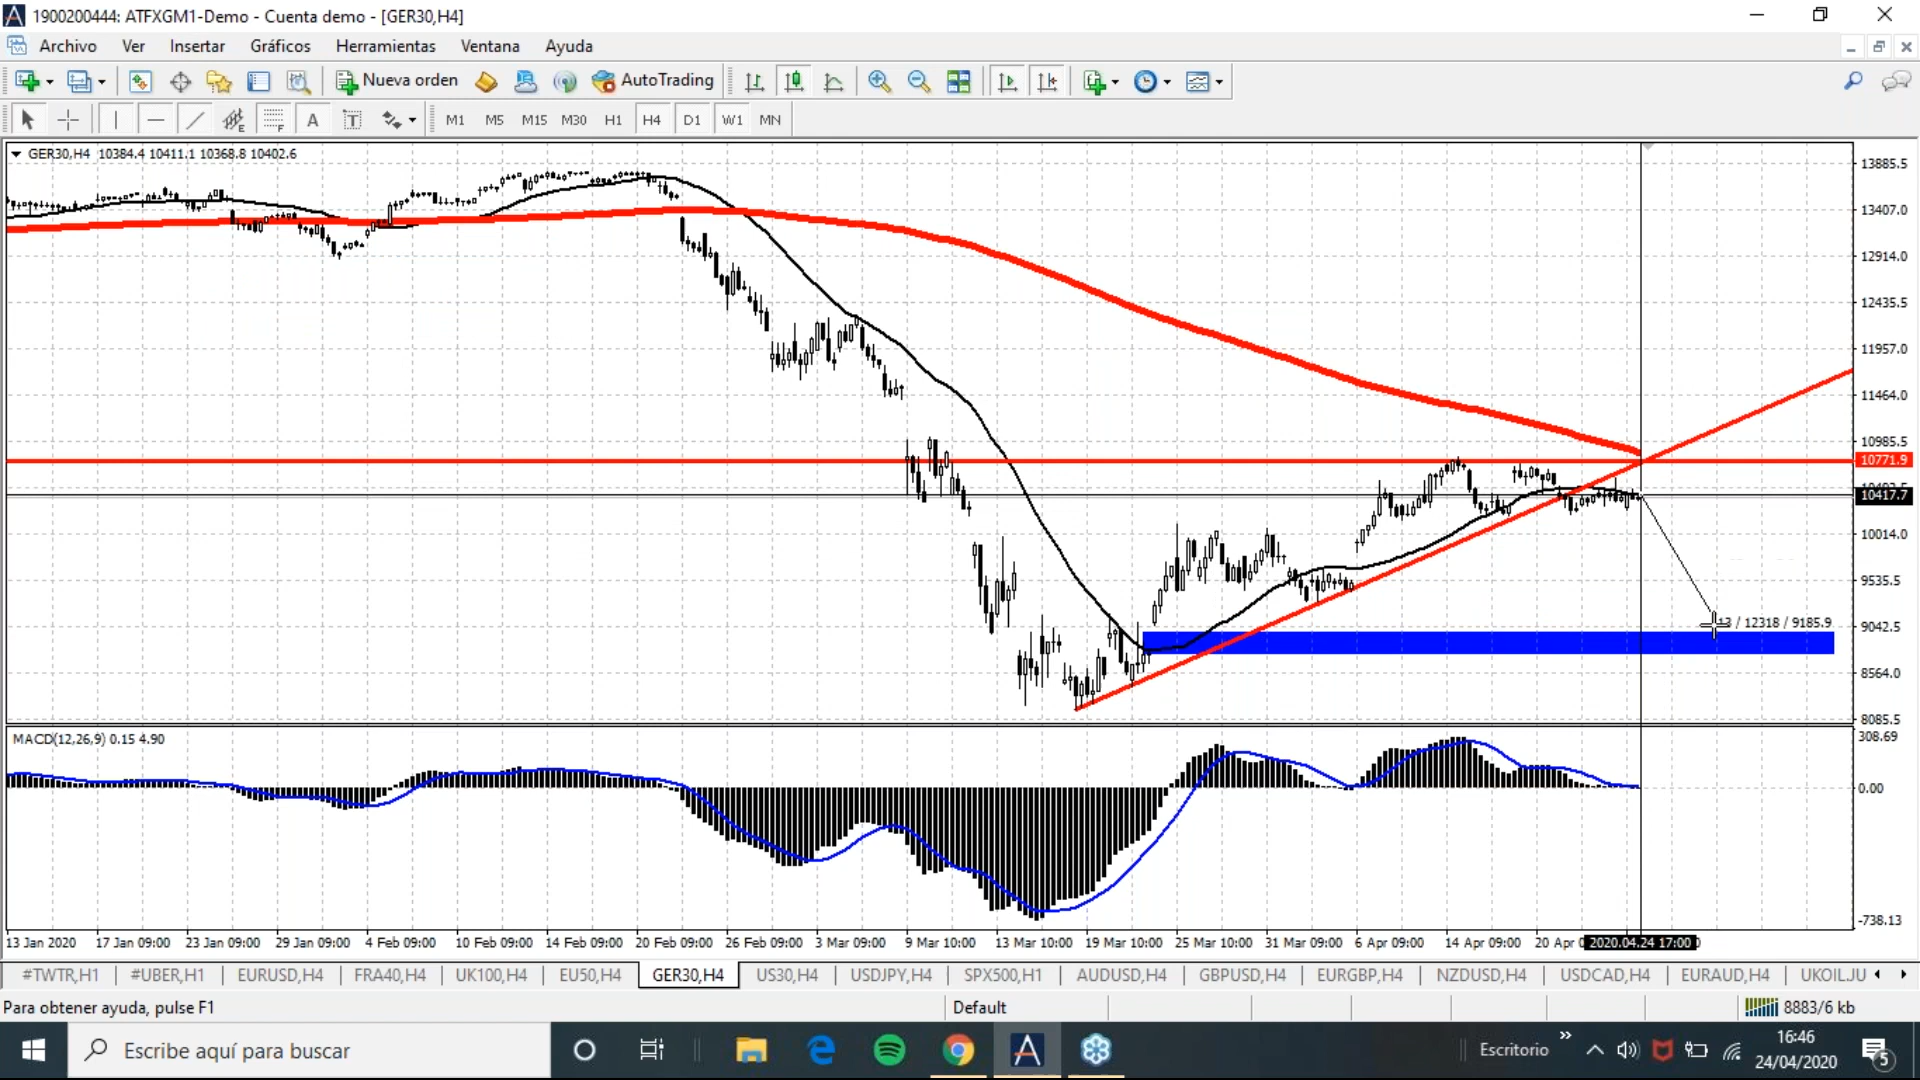 1900200444: ATFXGM1-Demo - Cuenta demo - [GER30,H4]
Archivo Ver Insertar Gráficos Herramientas Ventana Ayuda
Nueva orden AutoTrading
E F A T M1 M5 M15 M30 H1 H4 D1 W1 MN
GER30,H4 10384.4 10411.1 10368.8 10402.6
13885.5
13407.0
12914.0
12435.5
11957.0
11464.0
10985.5
10771.9
10417.7
10014.0
9535.5
9042.5
8564.0
8085.5
/ 12318 / 9185.9
MACD(12,26,9) 0.15 4.90
308.69
0.00
-738.13
13 Jan 2020 17 Jan 09:00 23 Jan 09:00 29 Jan 09:00 4 Feb 09:00 10 Feb 09:00 14 Feb 09:00 20 Feb 09:00 26 Feb 09:00 3 Mar 09:00 9 Mar 10:00 13 Mar 10:00 19 Mar 10:00 25 Mar 10:00 31 Mar 09:00 6 Apr 09:00 14 Apr 09:00 20 Apr 2020.04.24 17:00
#TWTR,H1 #UBER,H1 EURUSD,H4 FRA40,H4 UK100,H4 EU50,H4 GER30,H4 US30,H4 USDJPY,H4 SPX500,H1 AUDUSD,H4 GBPUSD,H4 EURGBP,H4 NZDUSD,H4 USDCAD,H4 EURAUD,H4 UKOILJU
Para obtener ayuda, pulse F1 Default 8883/6 kb
Escribe aquí para buscar Escritorio 16:46
24/04/2020 5